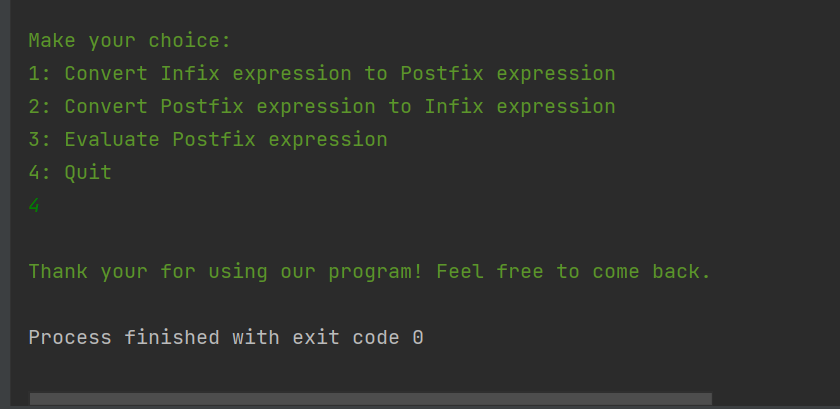 Make your choice:
1: Convert Infix expression to Postfix expression
2: Convert Postfix expression to Infix expression
3: Evaluate Postfix expression
4: Quit
4
Thank your for using our program! Feel free to come back.
Process finished with exit code 0